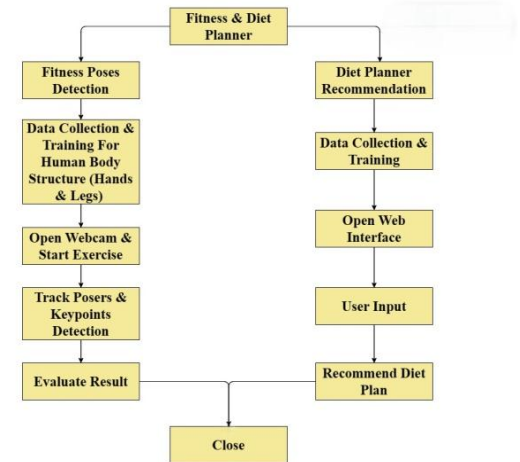 Fitness & Diet
Planner
Fitness Poses
Detection
Diet Planner
Recommendation
Data Collection &
Training For
Human Body
Structure (Hands
& Legs)
Data Collection &
Training
Open Webcam &
Start Exercise
Open Web
Interface
Track Posers &
Keypoints
Detection
User Input
Evaluate Result
Recommend Diet
Plan
Close